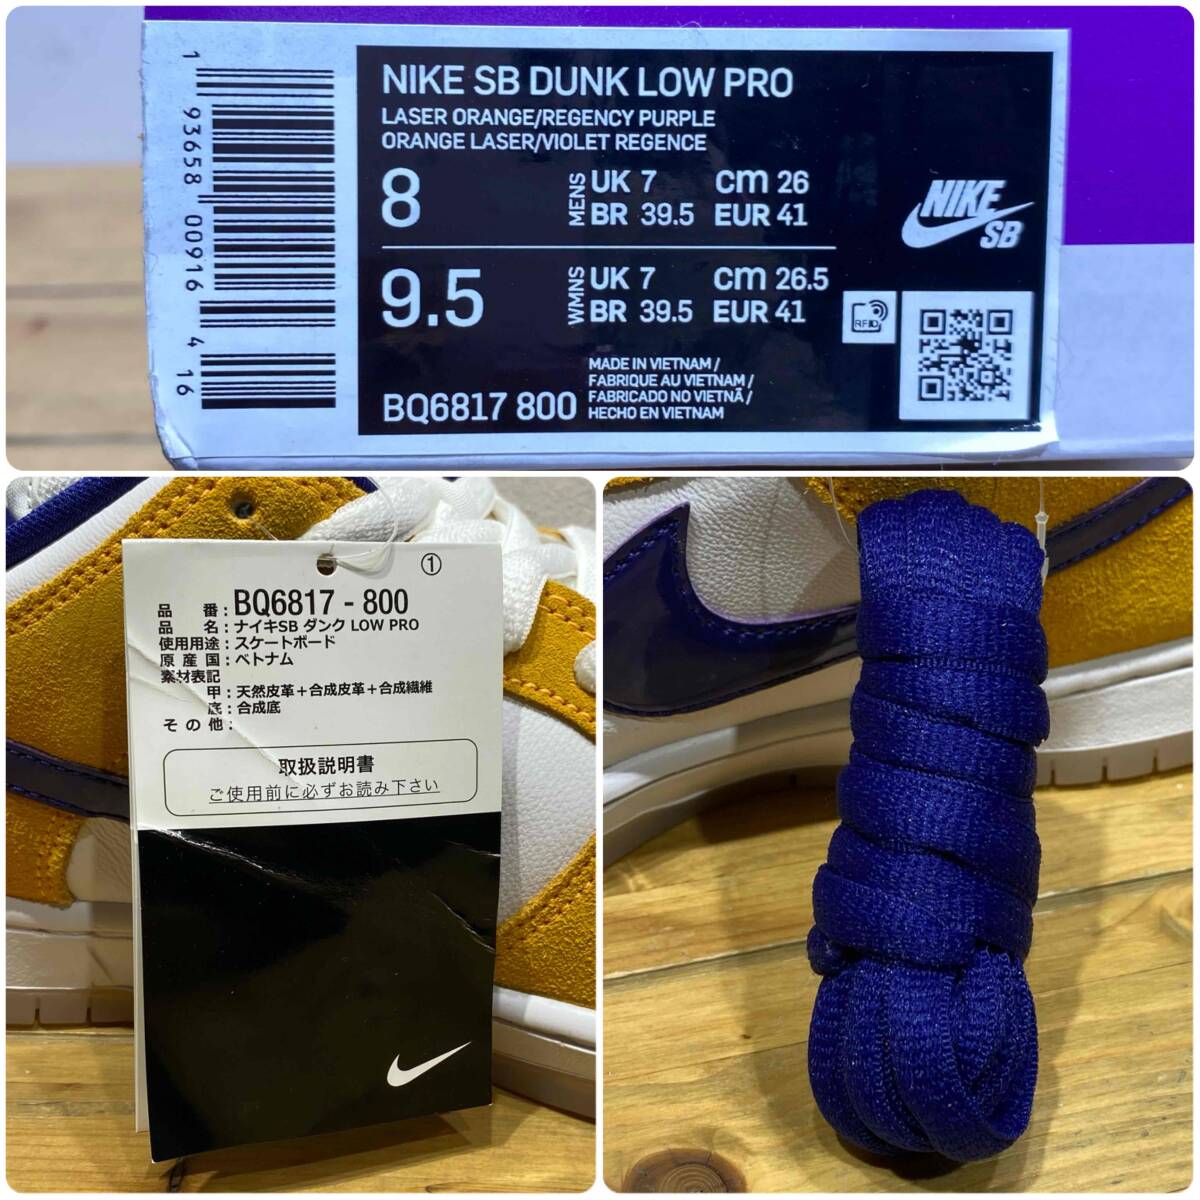 NIKE SB DUNK LOW PRO
LASER ORANGE/REGENCY PURPLE
ORANGE LASER/VIOLET REGENCE
8 MENS UK 7 cm 26
BR 39.5 EUR 41
9.5 WMNS UK 7 cm 26.5
BR 39.5 EUR 41
BQ6817 800
MADE IN VIETNAM /
FABRIQUE AU VIETNAM /
FABRICADO NO VIETNÃ /
HECHO EN VIETNAM
1 93658 00916 4 16
NIKE
SB
RFID
①
品 番 : BQ6817 - 800
品 名 : ナイキSB ダンク LOW PRO
使用用途 : スケートボード
原 産 国 : ベトナム
素材表記
甲 : 天然皮革+合成皮革+合成繊維
底 : 合成底
そ の 他 :
取扱説明書
ご使用前に必ずお読み下さい